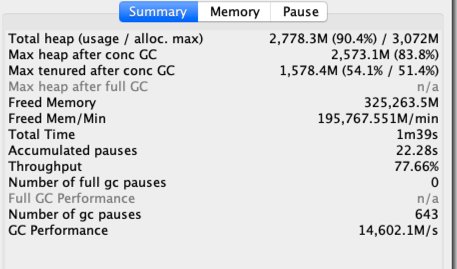 Summary Memory Pause
Total heap (usage / alloc. max) 2,778.3M (90.4%) / 3,072M
Max heap after conc GC 2,573.1M (83.8%)
Max tenured after conc GC 1,578.4M (54.1% / 51.4%)
Max heap after full GC n/a
Freed Memory 325,263.5M
Freed Mem/Min 195,767.551M/min
Total Time 1m39s
Accumulated pauses 22.28s
Throughput 77.66%
Number of full gc pauses 0
Full GC Performance n/a
Number of gc pauses 643
GC Performance 14,602.1M/s